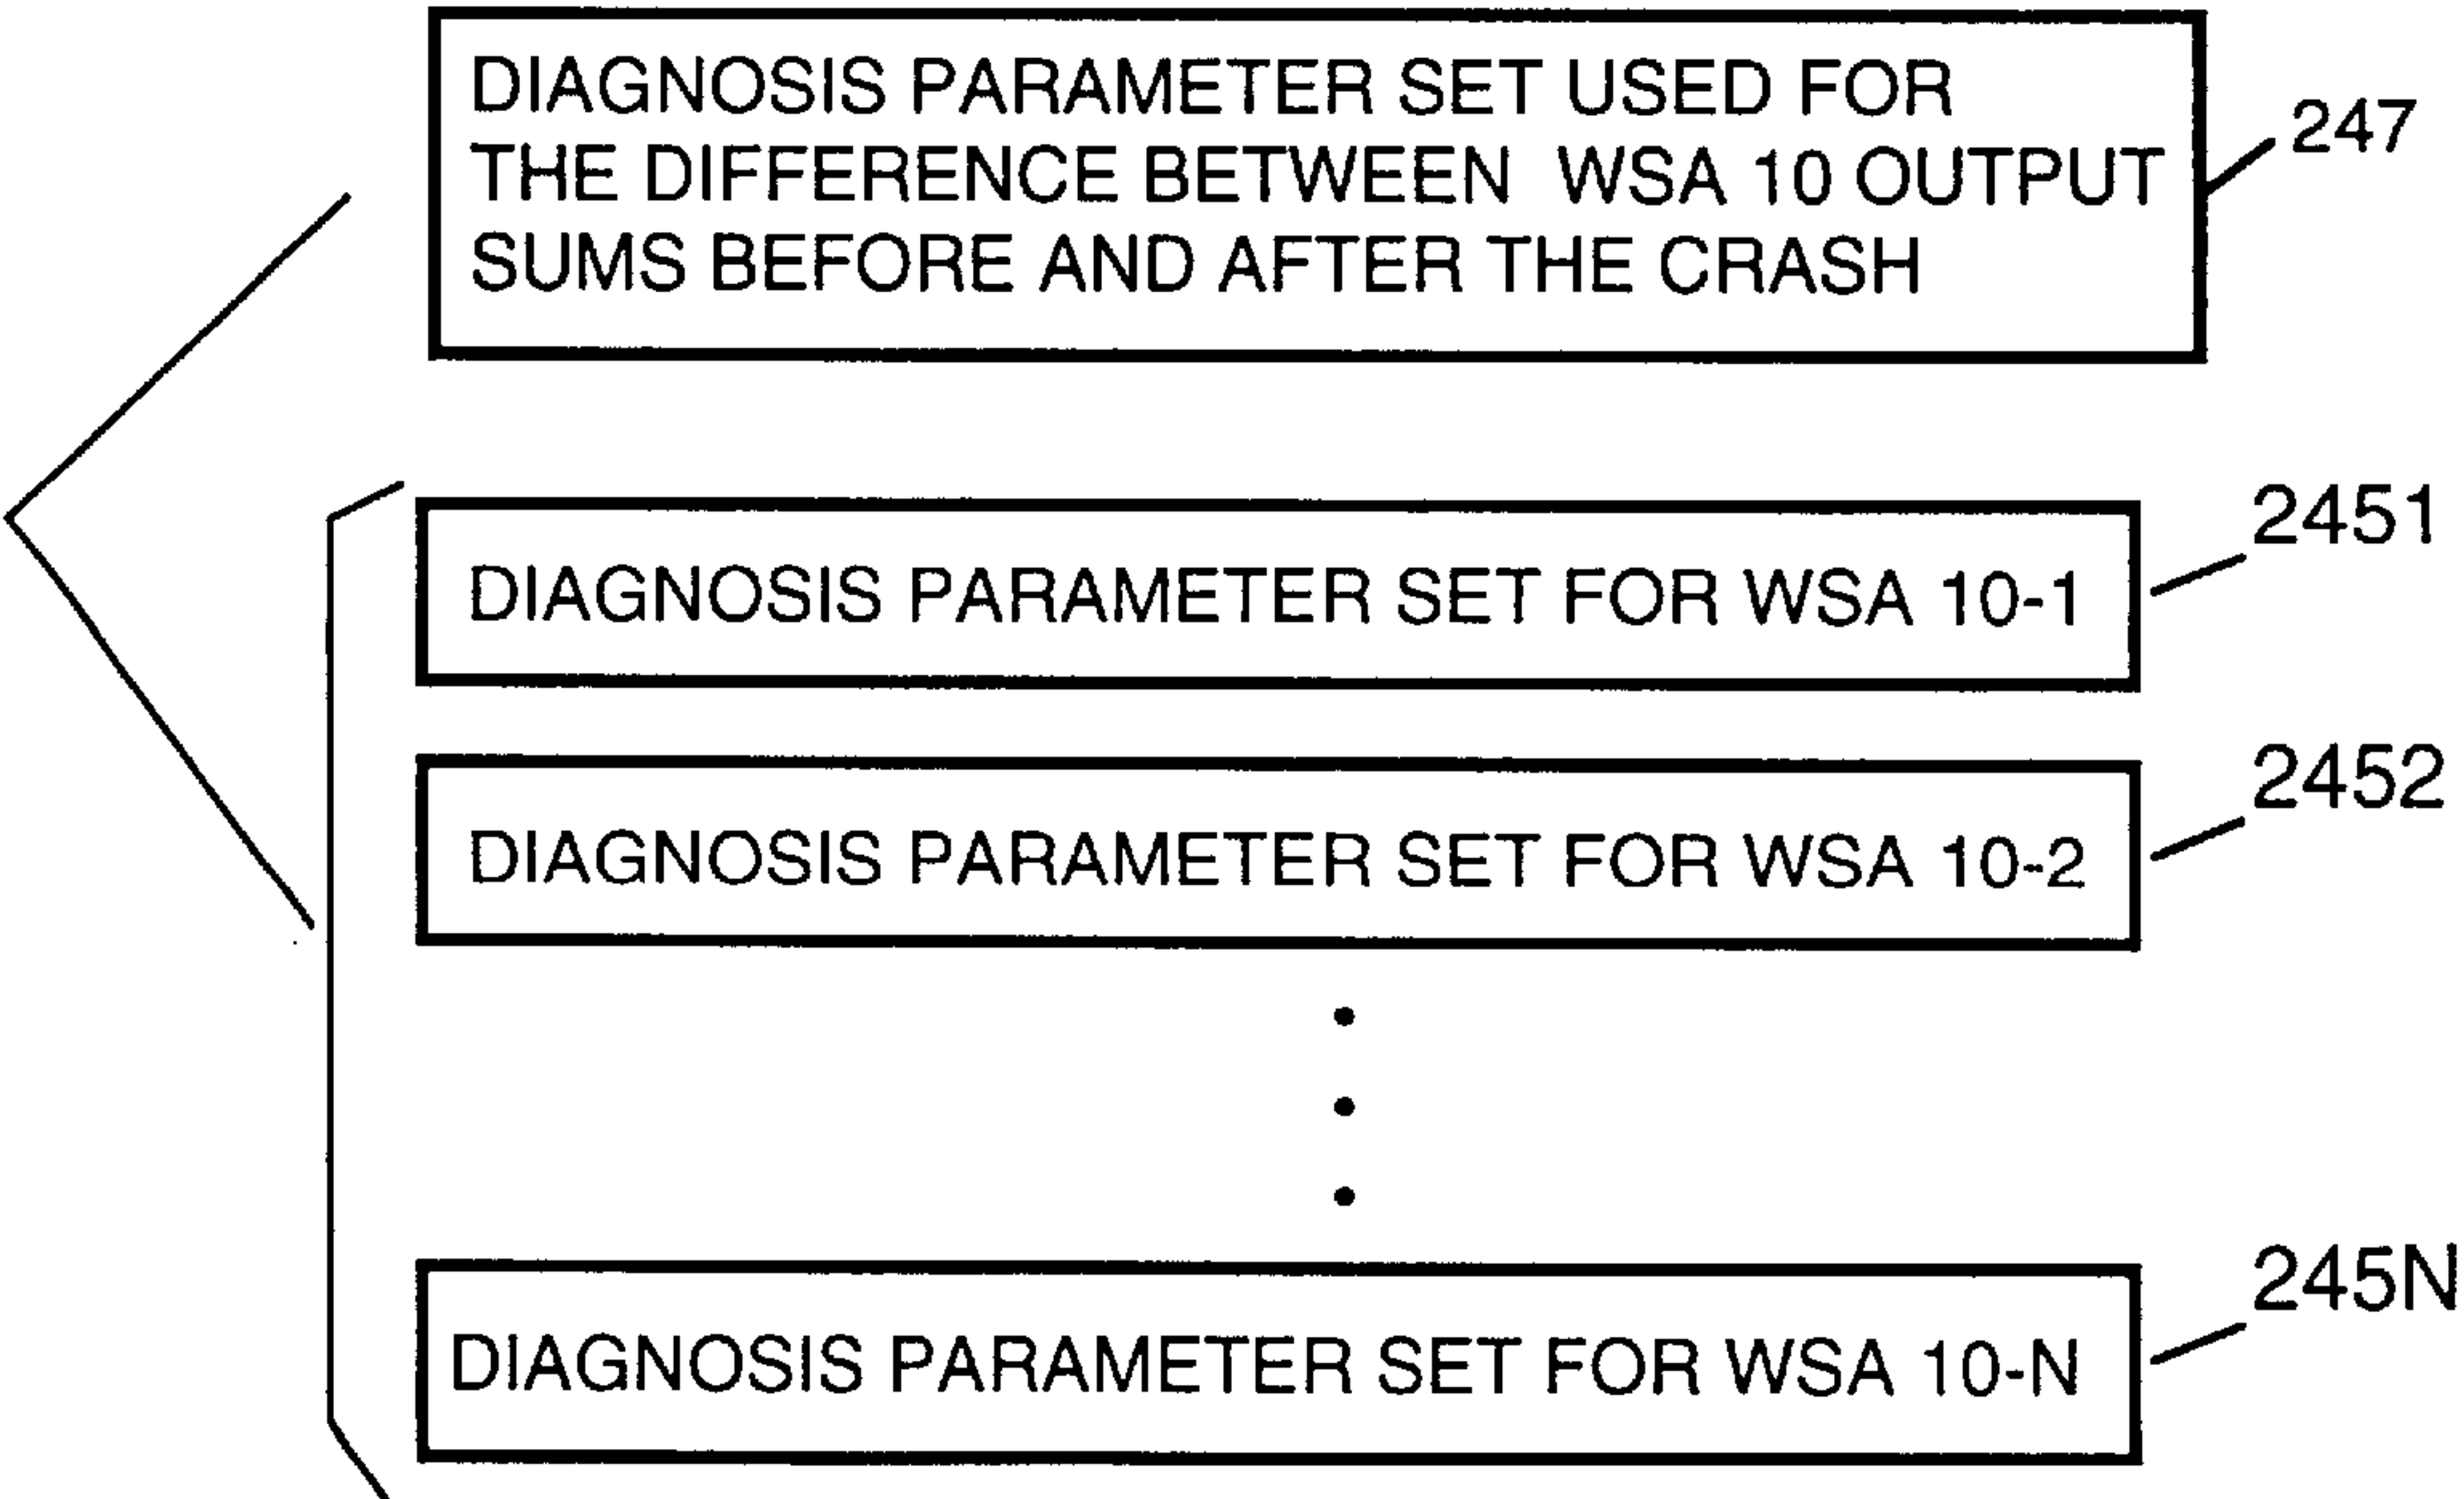 DIAGNOSIS PARAMETER SET USED FOR
THE DIFFERENCE BETWEEN WSA 10 OUTPUT
SUMS BEFORE AND AFTER THE CRASH
247
2451
DIAGNOSIS PARAMETER SET FOR WSA 10-1
2452
DIAGNOSIS PARAMETER SET FOR WSA 10-2
245N
DIAGNOSIS PARAMETER SET FOR WSA 10-N